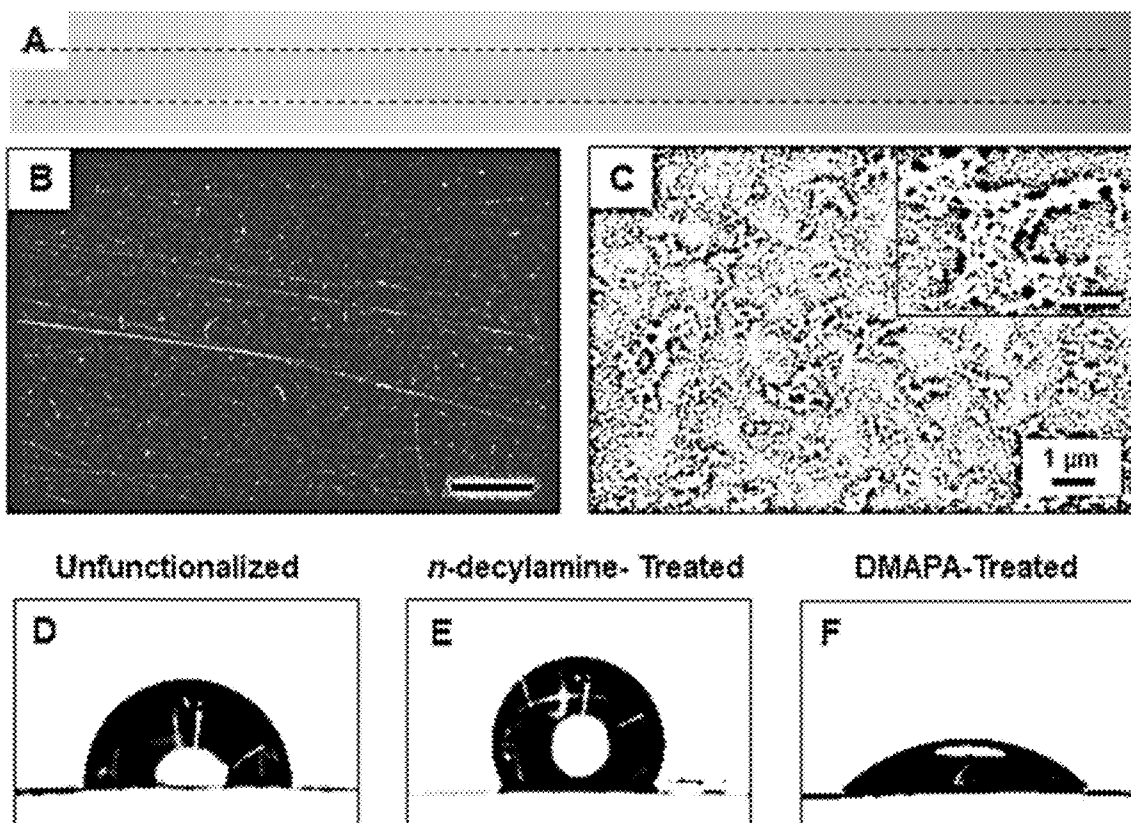 A
B
C
1 µm
Unfunctionalized
n-decylamine- Treated
DMAPA-Treated
D
E
F